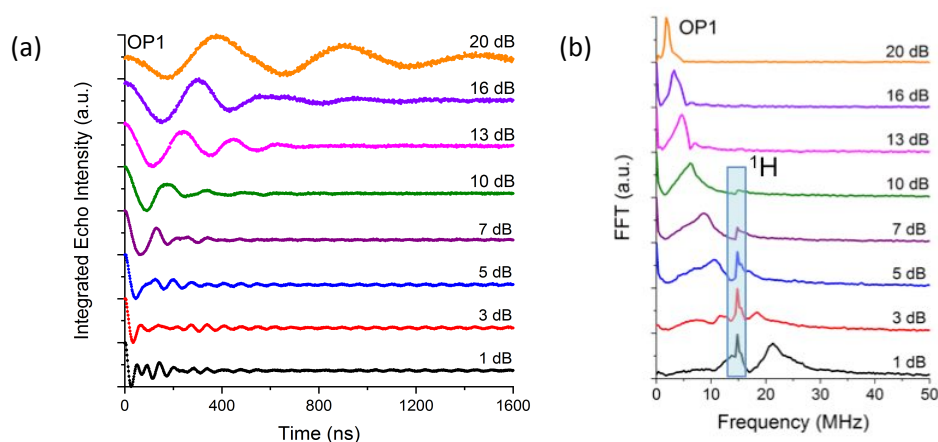 (a)
OP1
20 dB
16 dB
13 dB
10 dB
7 dB
5 dB
3 dB
1 dB
Integrated Echo Intensity (a.u.)
0 400 800 1200 1600
Time (ns)
(b)
OP1
20 dB
16 dB
13 dB
¹H
10 dB
7 dB
5 dB
3 dB
1 dB
FFT (a.u.)
0 10 20 30 40 50
Frequency (MHz)